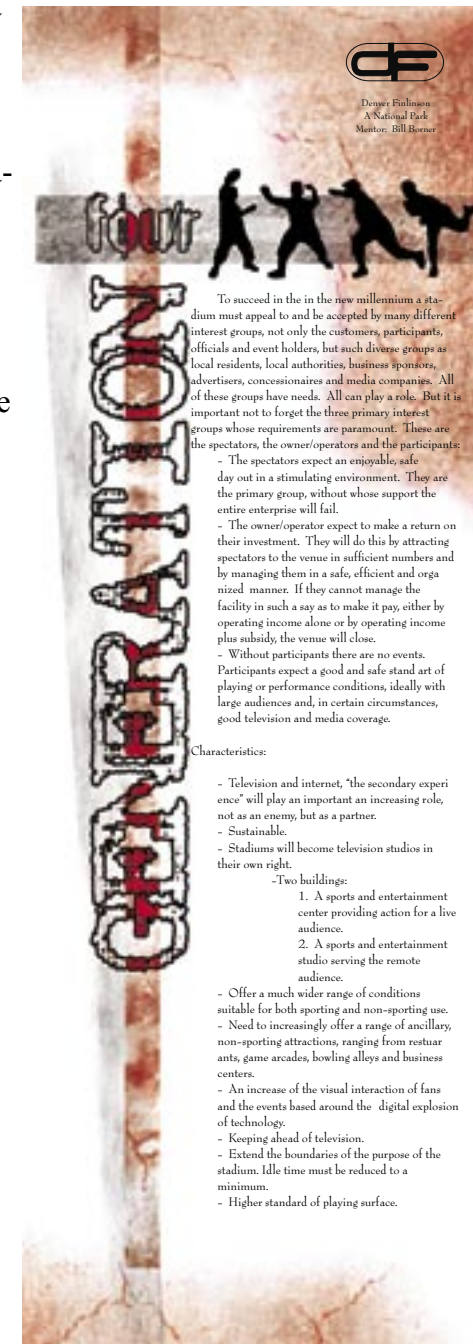 df
Denver Finlinson
A National Park
Mentor: Bill Borner
four
GENERATION
To succeed in the in the new millennium a sta-
dium must appeal to and be accepted by many different
interest groups, not only the customers, participants,
officials and event holders, but such diverse groups as
local residents, local authorities, business sponsors,
advertisers, concessionaires and media companies. All
of these groups have needs. All can play a role. But it is
important not to forget the three primary interest
groups whose requirements are paramount. These are
the spectators, the owner/operators and the participants:
- The spectators expect an enjoyable, safe
day out in a stimulating environment. They are
the primary group, without whose support the
entire enterprise will fail.
- The owner/operator expect to make a return on
their investment. They will do this by attracting
spectators to the venue in sufficient numbers and
by managing them in a safe, efficient and orga
nized manner. If they cannot manage the
facility in such a say as to make it pay, either by
operating income alone or by operating income
plus subsidy, the venue will close.
- Without participants there are no events.
Participants expect a good and safe stand art of
playing or performance conditions, ideally with
large audiences and, in certain circumstances,
good television and media coverage.
Characteristics:
- Television and internet, "the secondary experi
ence" will play an important an increasing role,
not as an enemy, but as a partner.
- Sustainable.
- Stadiums will become television studios in
their own right.
-Two buildings:
1. A sports and entertainment
center providing action for a live
audience.
2. A sports and entertainment
studio serving the remote
audience.
- Offer a much wider range of conditions
suitable for both sporting and non-sporting use.
- Need to increasingly offer a range of ancillary,
non-sporting attractions, ranging from restuar
ants, game arcades, bowling alleys and business
centers.
- An increase of the visual interaction of fans
and the events based around the digital explosion
of technology.
- Keeping ahead of television.
- Extend the boundaries of the purpose of the
stadium. Idle time must be reduced to a
minimum.
- Higher standard of playing surface.